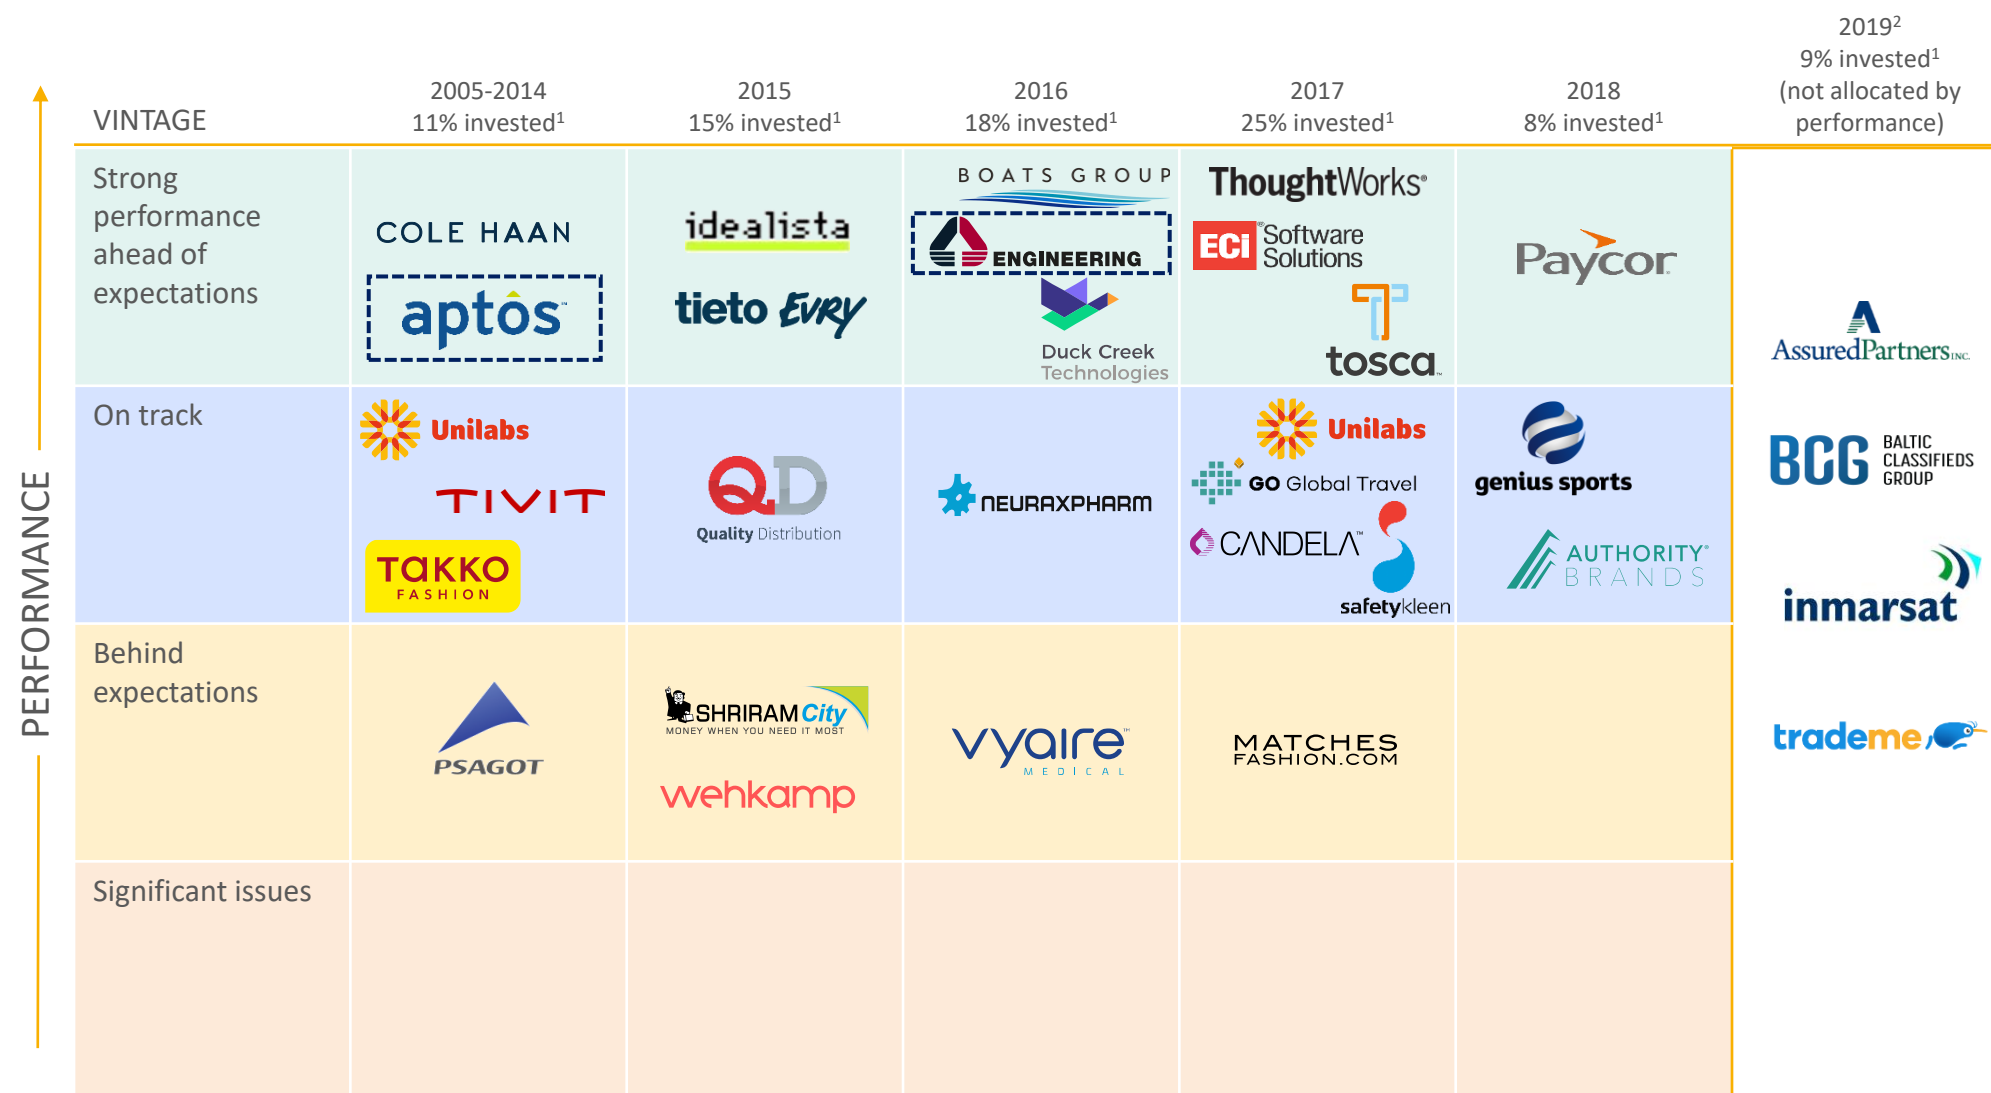 2019²
9% invested¹
(not allocated by
performance)
VINTAGE
2005-2014
11% invested¹
2015
15% invested¹
2016
18% invested¹
2017
25% invested¹
2018
8% invested¹
PERFORMANCE
Strong
performance
ahead of
expectations
COLE HAAN
aptos™
idealista
tieto EVRY
BOATS GROUP
ENGINEERING
Duck Creek
Technologies
ThoughtWorks®
ECi® Software
Solutions
tosca™
Paycor
On track
Unilabs
TIVIT
TAKKO
FASHION
QD
Quality Distribution
NEURAXPHARM
Unilabs
GO Global Travel
CANDELA™
safetykleen
genius sports
AUTHORITY®
BRANDS
Behind
expectations
PSAGOT
SHRIRAM City
MONEY WHEN YOU NEED IT MOST
wehkamp
vyaire™
MEDICAL
MATCHES
FASHION.COM
Significant issues
AssuredPartners INC.
BCG BALTIC
CLASSIFIEDS
GROUP
inmarsat
trademe